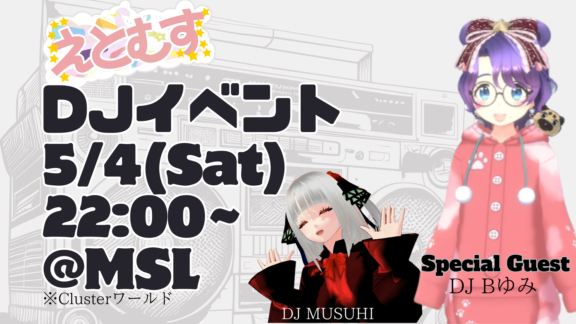 えとむす
DJイベント
5/4(Sat)
22:00~
@MSL
※Clusterワールド
DJ MUSUHI
Special Guest
DJ Bゆみ